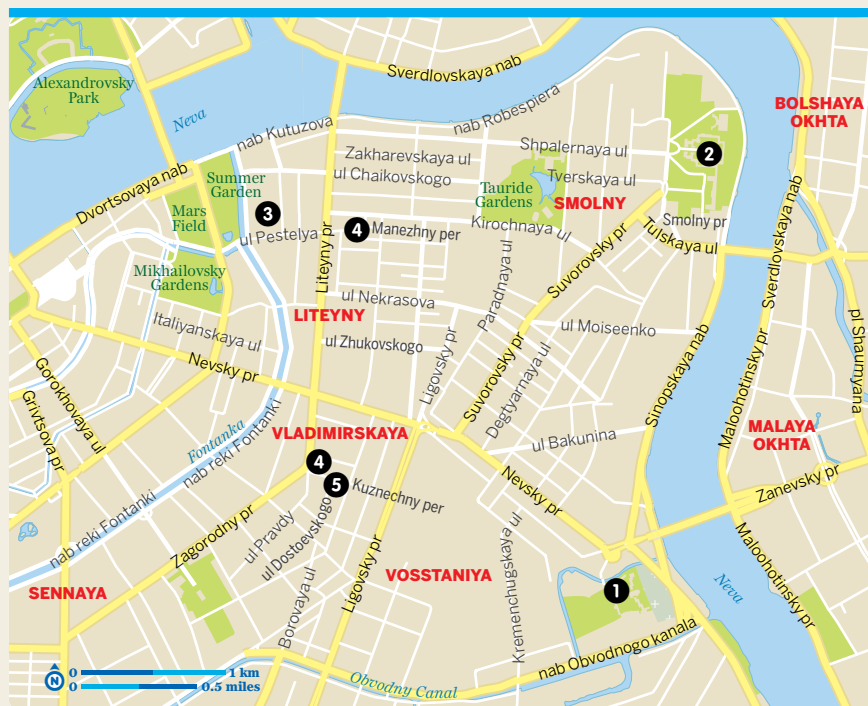 Sverdlovskaya nab
Alexandrovsky
Park
Neva
nab Kutuzova
nab Robespiera
BOLSHAYA
OKHTA
Shpalernaya ul
2
Zakharevskaya ul
ul Chaikovskogo
Tverskaya ul
Tauride
Gardens
SMOLNY
Dvortsovaya nab
Summer
Garden
3
Mars
Field
ul Pestelya
4
Manezhny per
Kirochnaya ul
Smolny pr
Tulskaya ul
Suvorovsky pr
Liteyny pr
Mikhailovsky
Gardens
Paradnaya ul
Sverdlovskaya nab
ul Nekrasova
LITEYNY
Italiyanskaya ul
ul Zhukovskogo
ul Moiseenko
pl Shaumyana
Nevsky pr
Ligovsky pr
Suvorovsky pr
Degtyarnaya ul
Sinopskaya nab
Maloohotinsky pr
Gorokhovaya ul
Grivtsova pr
Fontanka
nab reki Fontanki
VLADIMIRSKAYA
ul Bakunina
MALAYA
OKHTA
4
5
Kuznechny per
Nevsky pr
Zanevsky pr
nab reki Fontanki
Zagorodny pr
ul Pravdy
ul Dostoevskogo
Ligovsky pr
Kremenchugskaya ul
Maloohotinsky pr
SENNAYA
VOSSTANIYA
1
Neva
Borovaya ul
nab Obvodnogo kanala
Obvodny Canal
N
0 1 km
0 0.5 miles